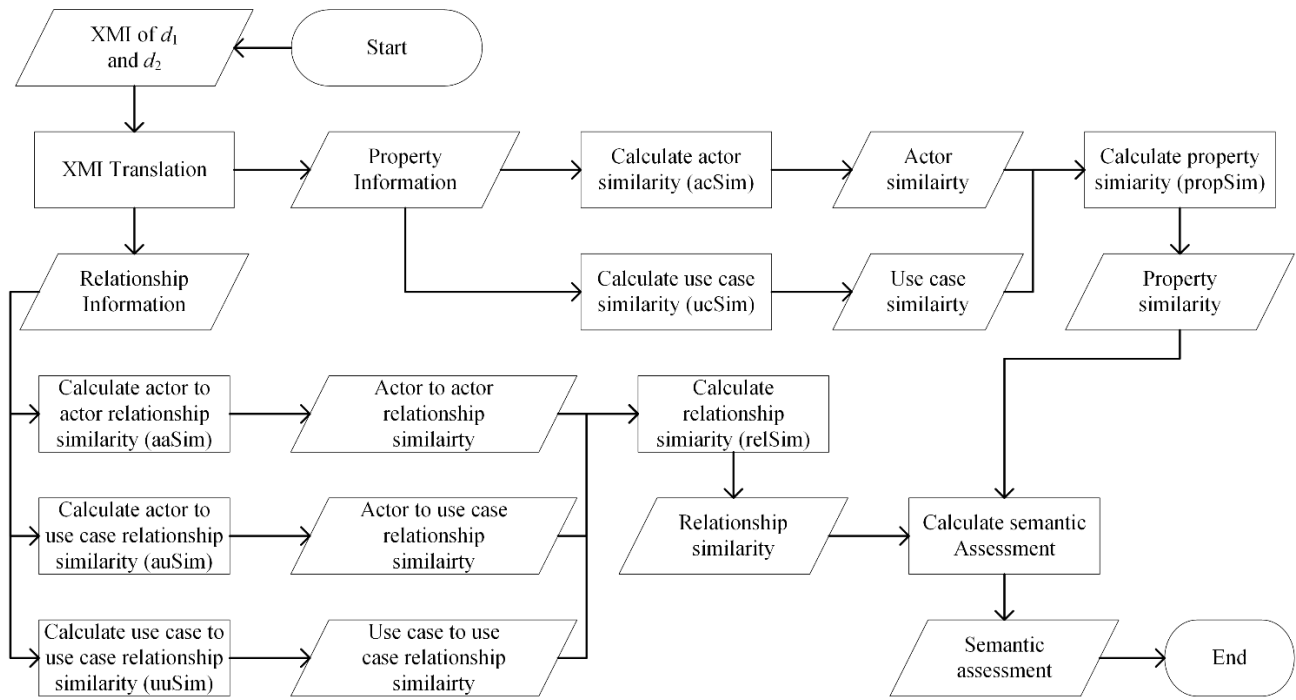 XMI of d1
and d2
Start
XMI Translation
Property
Information
Calculate actor
similarity (acSim)
Actor
similairty
Calculate property
simiarity (propSim)
Relationship
Information
Calculate use case
similarity (ucSim)
Use case
similairty
Property
similarity
Calculate actor to
actor relationship
similarity (aaSim)
Actor to actor
relationship
similairty
Calculate
relationship
simiarity (relSim)
Calculate actor to
use case relationship
similarity (auSim)
Actor to use case
relationship
similairty
Relationship
similarity
Calculate semantic
Assessment
Calculate use case to
use case relationship
similarity (uuSim)
Use case to use
case relationship
similairty
Semantic
assessment
End